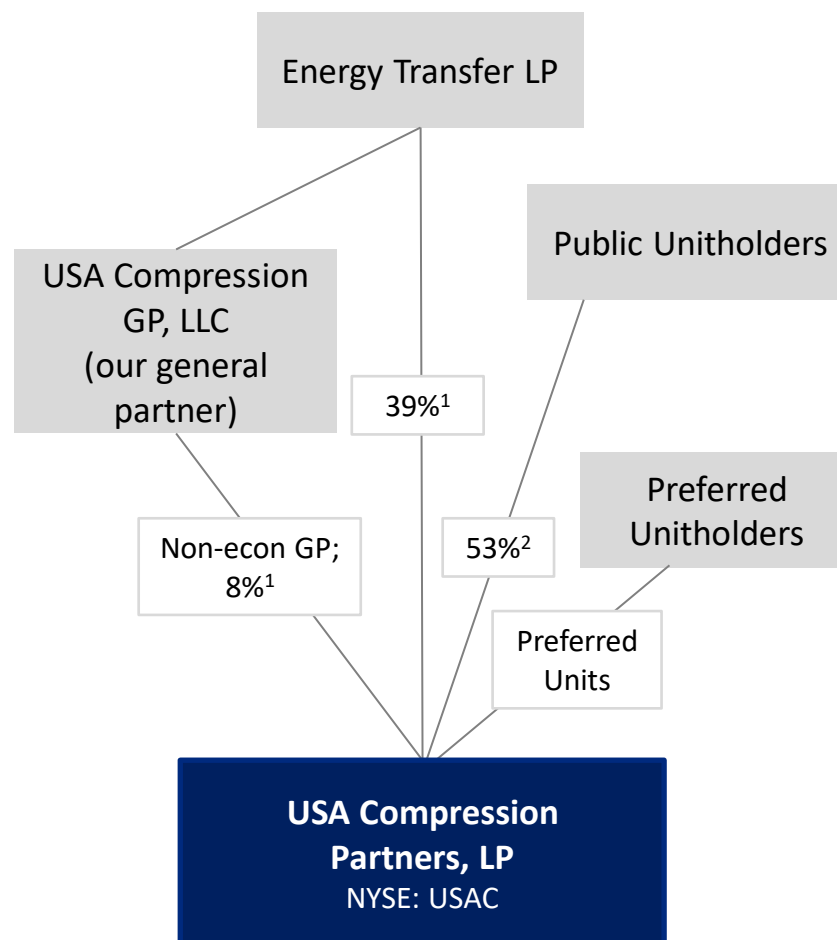 Energy Transfer LP
Public Unitholders
USA Compression
GP, LLC
(our general
partner)
39%¹
Preferred
Unitholders
Non-econ GP;
8%¹
53%²
Preferred
Units
USA Compression
Partners, LP
NYSE: USAC